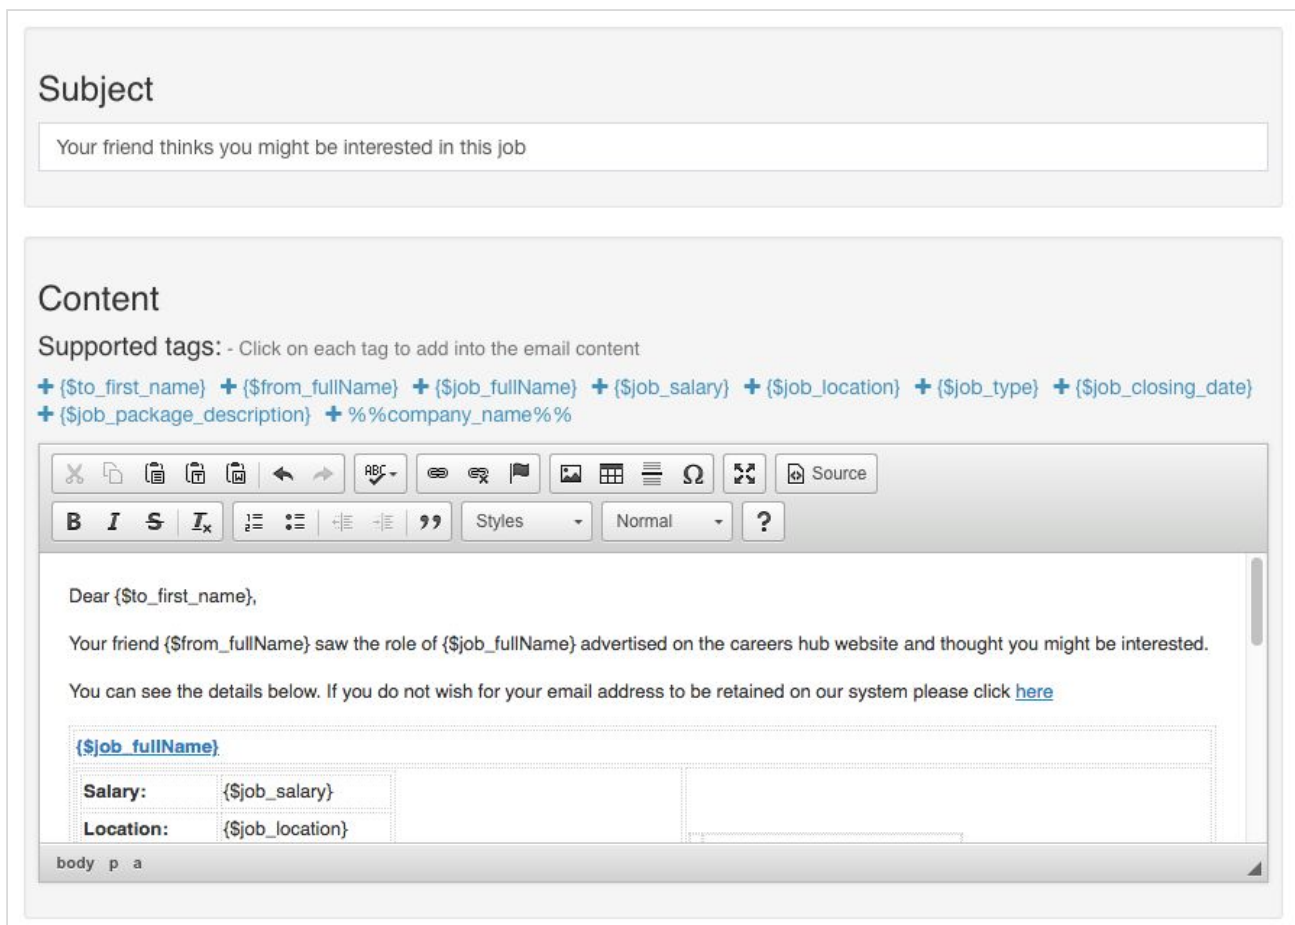 Subject
Your friend thinks you might be interested in this job
Content
Supported tags: - Click on each tag to add into the email content
{$to_first_name} {$from_fullName} {$job_fullName} {$job_salary} {$job_location} {$job_type} {$job_closing_date}
{$job_package_description} %%company_name%%
ABC Ω Source
B I S Ix Styles Normal ?
Dear {$to_first_name},
Your friend {$from_fullName} saw the role of {$job_fullName} advertised on the careers hub website and thought you might be interested.
You can see the details below. If you do not wish for your email address to be retained on our system please click here
{$job_fullName}
Salary: {$job_salary}
Location: {$job_location}
body p a